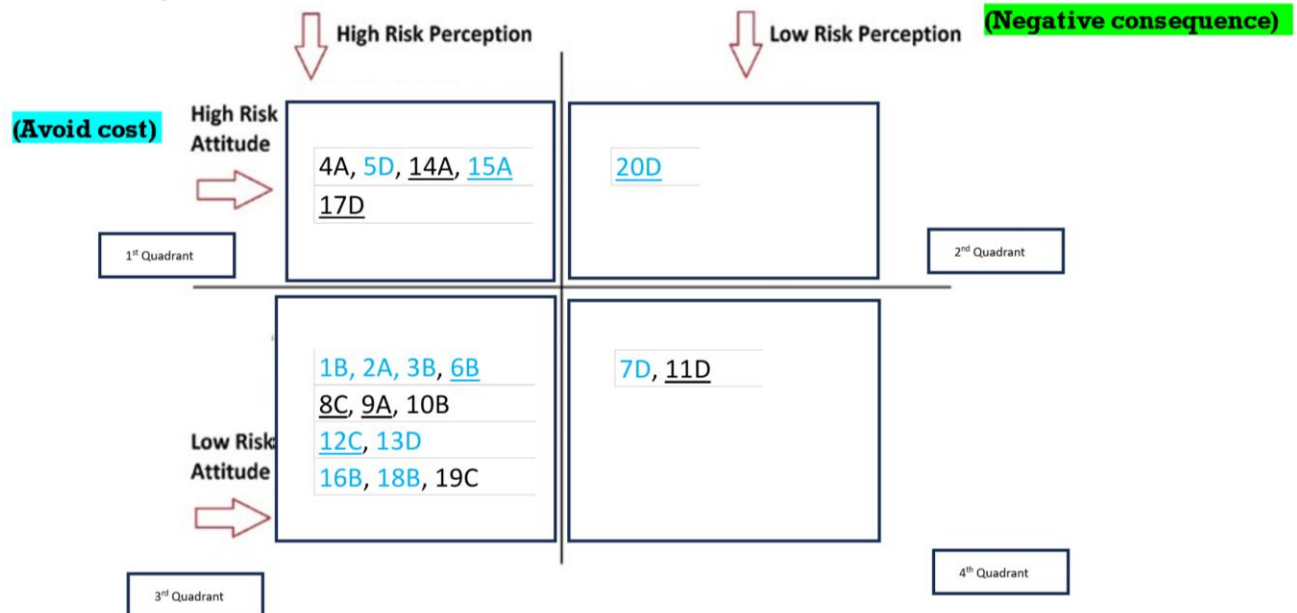 High Risk Perception
Low Risk Perception
(Negative consequence)
(Avoid cost)
High Risk
Attitude
4A, 5D, 14A, 15A
17D
20D
1st Quadrant
2nd Quadrant
1B, 2A, 3B, 6B
8C, 9A, 10B
12C, 13D
16B, 18B, 19C
7D, 11D
Low Risk
Attitude
3rd Quadrant
4th Quadrant